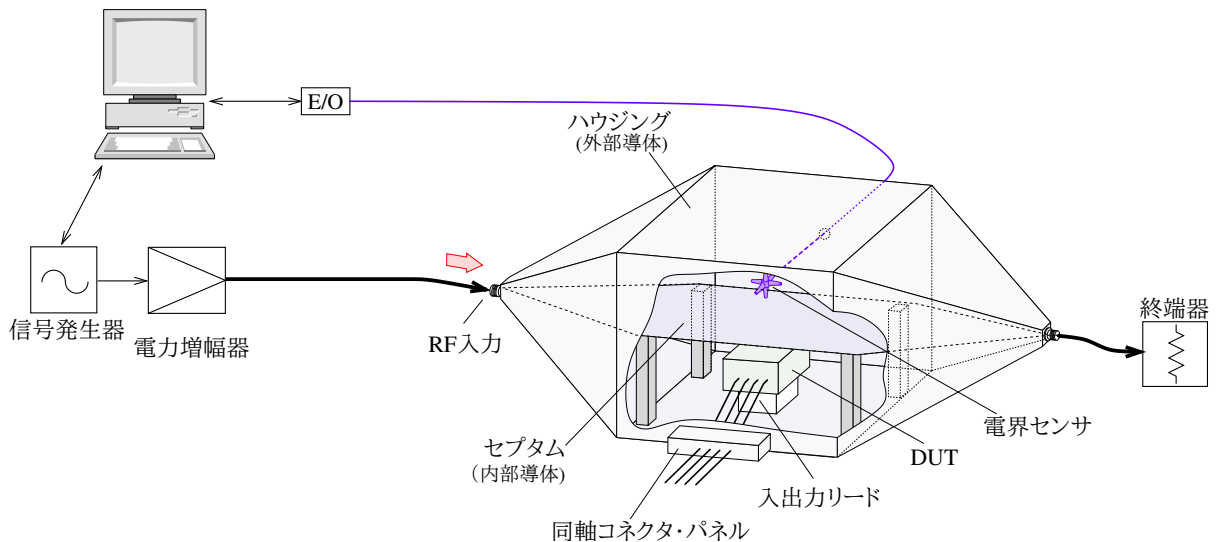 E/O
ハウジング
(外部導体)
信号発生器
電力増幅器
RF入力
終端器
電界センサ
セプタム
（内部導体）
DUT
入出力リード
同軸コネクタ・パネル